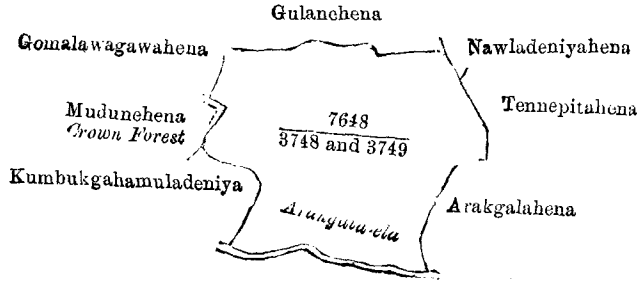 Gulanchena
Gomalawagawahena
Nawladeniyahena
Tennepitahena
Mudunehena
Crown Forest
7648
3748 and 3749
Kumbukgahamuladeniya
Arakgalahena